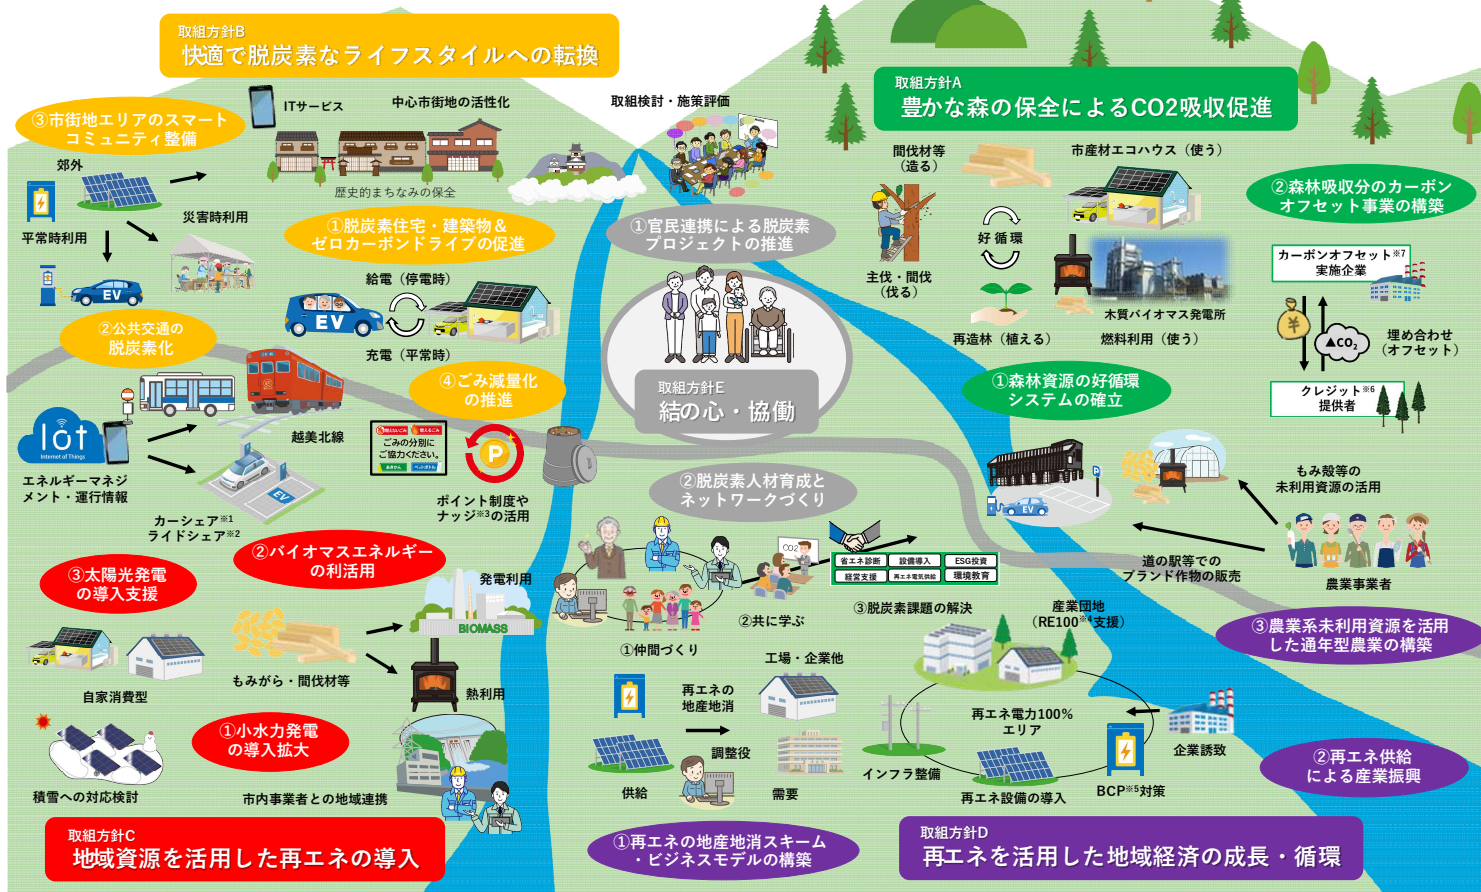 取組方針B
快適で脱炭素なライフスタイルへの転換
③市街地エリアのスマート
コミュニティ整備
ITサービス
中心市街地の活性化
歴史的まちなみの保全
郊外
平常時利用
災害時利用
EV
①脱炭素住宅・建築物＆
ゼロカーボンドライブの促進
給電（停電時）
EV
充電（平常時）
②公共交通の
脱炭素化
IoT
Internet of Things
エネルギーマネジ
メント・運行情報
越美北線
EV
カーシェア※1
ライドシェア※2
④ごみ減量化
の推進
燃えないごみ
燃えるごみ
ごみの分別に
ご協力ください。
あきかん
ペットボトル
P
ポイント制度や
ナッジ※3の活用
取組検討・施策評価
①官民連携による脱炭素
プロジェクトの推進
取組方針E
結の心・協働
②脱炭素人材育成と
ネットワークづくり
CO2
①仲間づくり
②共に学ぶ
省エネ診断
設備導入
ESG投資
経営支援
再エネ電気供給
環境教育
③脱炭素課題の解決
取組方針A
豊かな森の保全によるCO2吸収促進
間伐材等
（造る）
市産材エコハウス（使う）
好循環
主伐・間伐
（伐る）
再造林（植える）
木質バイオマス発電所
燃料利用（使う）
①森林資源の好循環
システムの確立
②森林吸収分のカーボン
オフセット事業の構築
カーボンオフセット※7
実施企業
¥
▲CO₂
埋め合わせ
（オフセット）
クレジット※6
提供者
P
EV
もみ殻等の
未利用資源の活用
道の駅等での
ブランド作物の販売
農業事業者
③農業系未利用資源を活用
した通年型農業の構築
②バイオマスエネルギー
の利活用
③太陽光発電
の導入支援
発電利用
BIOMASS
自家消費型
もみがら・間伐材等
熱利用
①小水力発電
の導入拡大
積雪への対応検討
市内事業者との地域連携
取組方針C
地域資源を活用した再エネの導入
再エネの
地産地消
工場・企業他
調整役
供給
需要
①再エネの地産地消スキーム
・ビジネスモデルの構築
産業団地
（RE100※4支援）
再エネ電力100%
エリア
インフラ整備
再エネ設備の導入
BCP※5対策
企業誘致
②再エネ供給
による産業振興
取組方針D
再エネを活用した地域経済の成長・循環